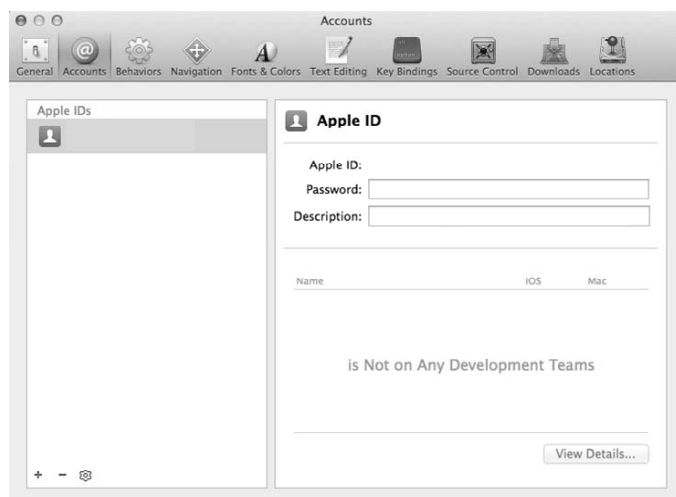 Accounts
General Accounts Behaviors Navigation Fonts & Colors Text Editing Key Bindings Source Control Downloads Locations
Apple IDs
Apple ID
Apple ID:
Password:
Description:
Name iOS Mac
is Not on Any Development Teams
View Details...